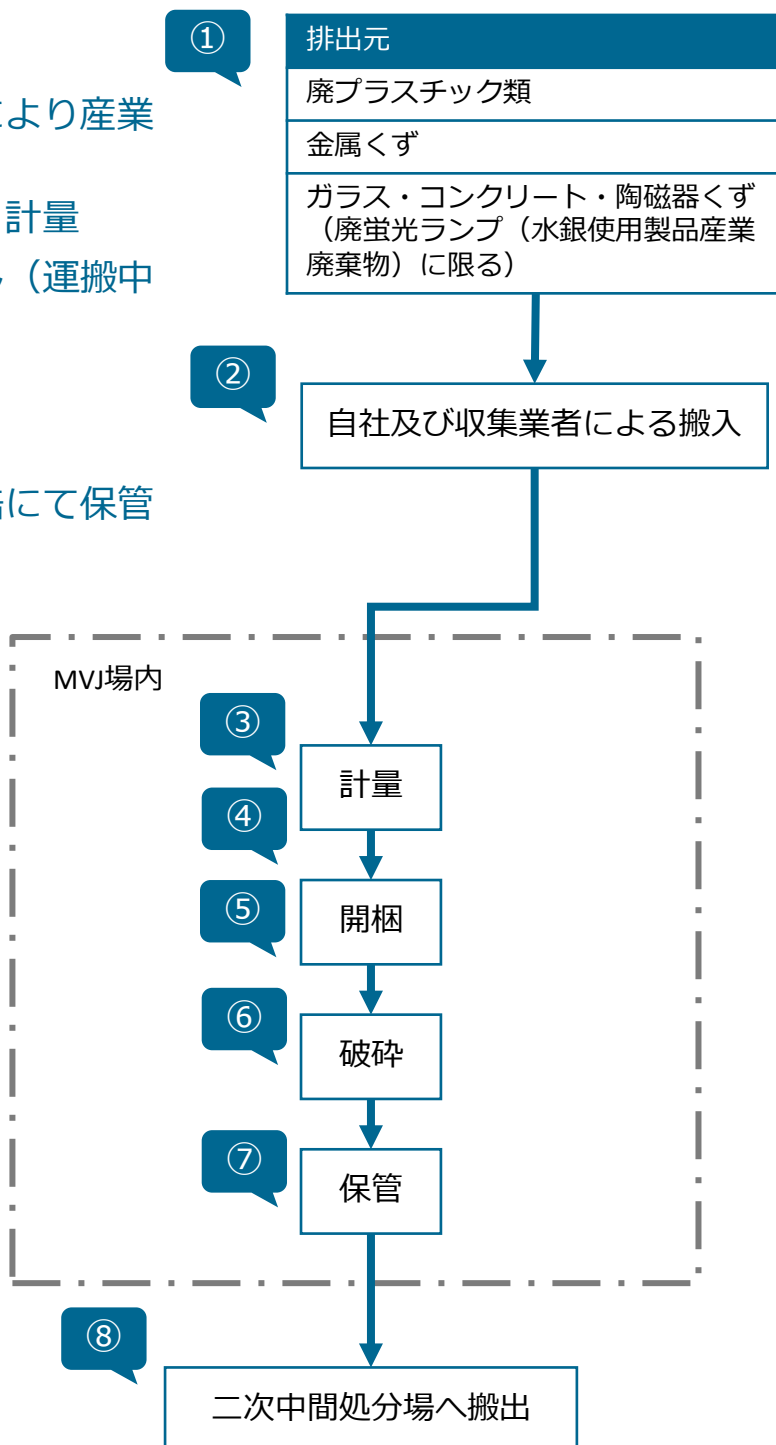 ①
排出元
により産業
廃プラスチック類
金属くず
計量
ガラス・コンクリート・陶磁器くず
（廃蛍光ランプ（水銀使用製品産業
廃棄物）に限る）
（運搬中
②
自社及び収集業者による搬入
にて保管
MVJ場内
③
計量
④
⑤
開梱
⑥
破砕
⑦
保管
⑧
二次中間処分場へ搬出